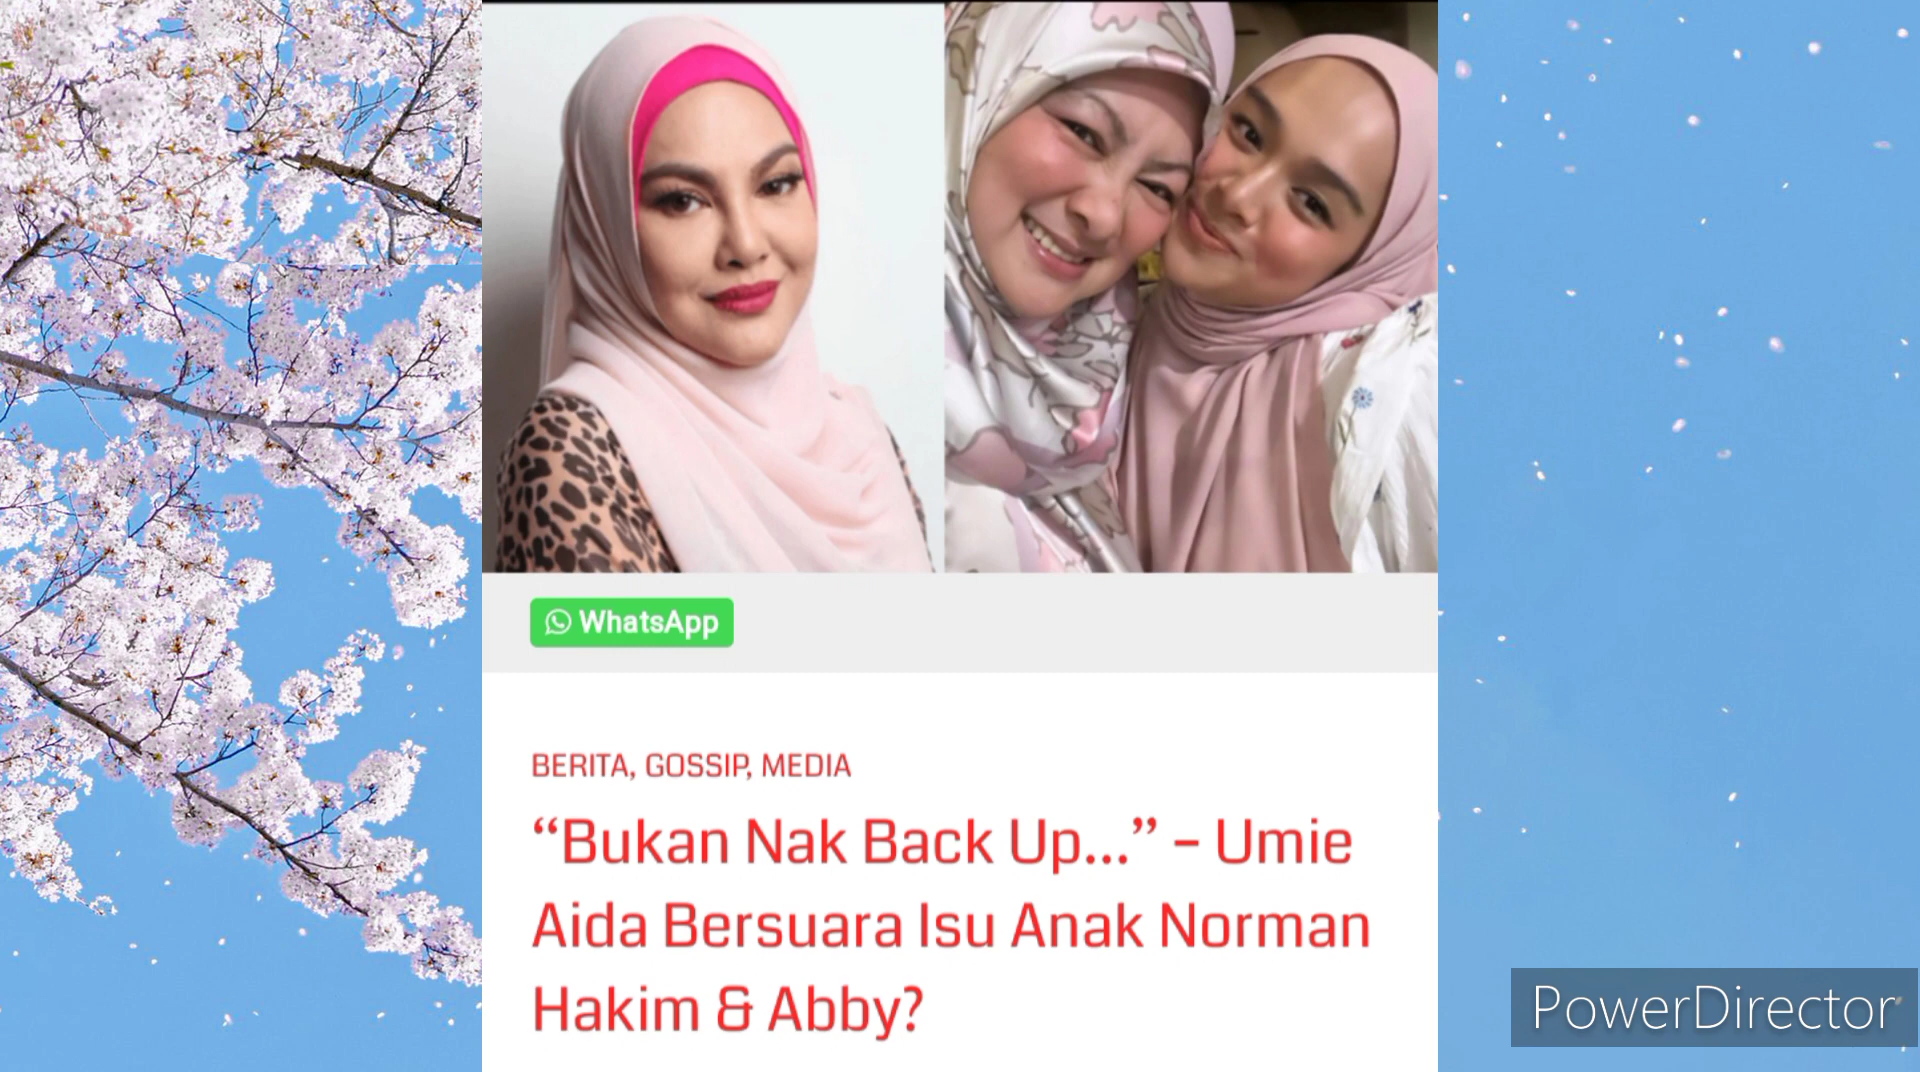 WhatsApp
BERITA, GOSSIP, MEDIA
“Bukan Nak Back Up...” – Umie
Aida Bersuara Isu Anak Norman
Hakim & Abby?
PowerDirector